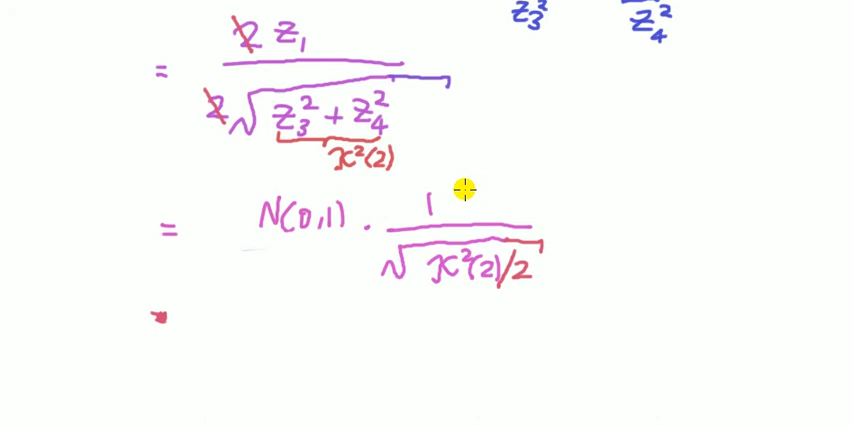 Z₃² Z₄²
= 2 Z₁
2√(Z₃² + Z₄²)
χ²(2)
= N(0,1) · 1
√(χ²(2)/2)